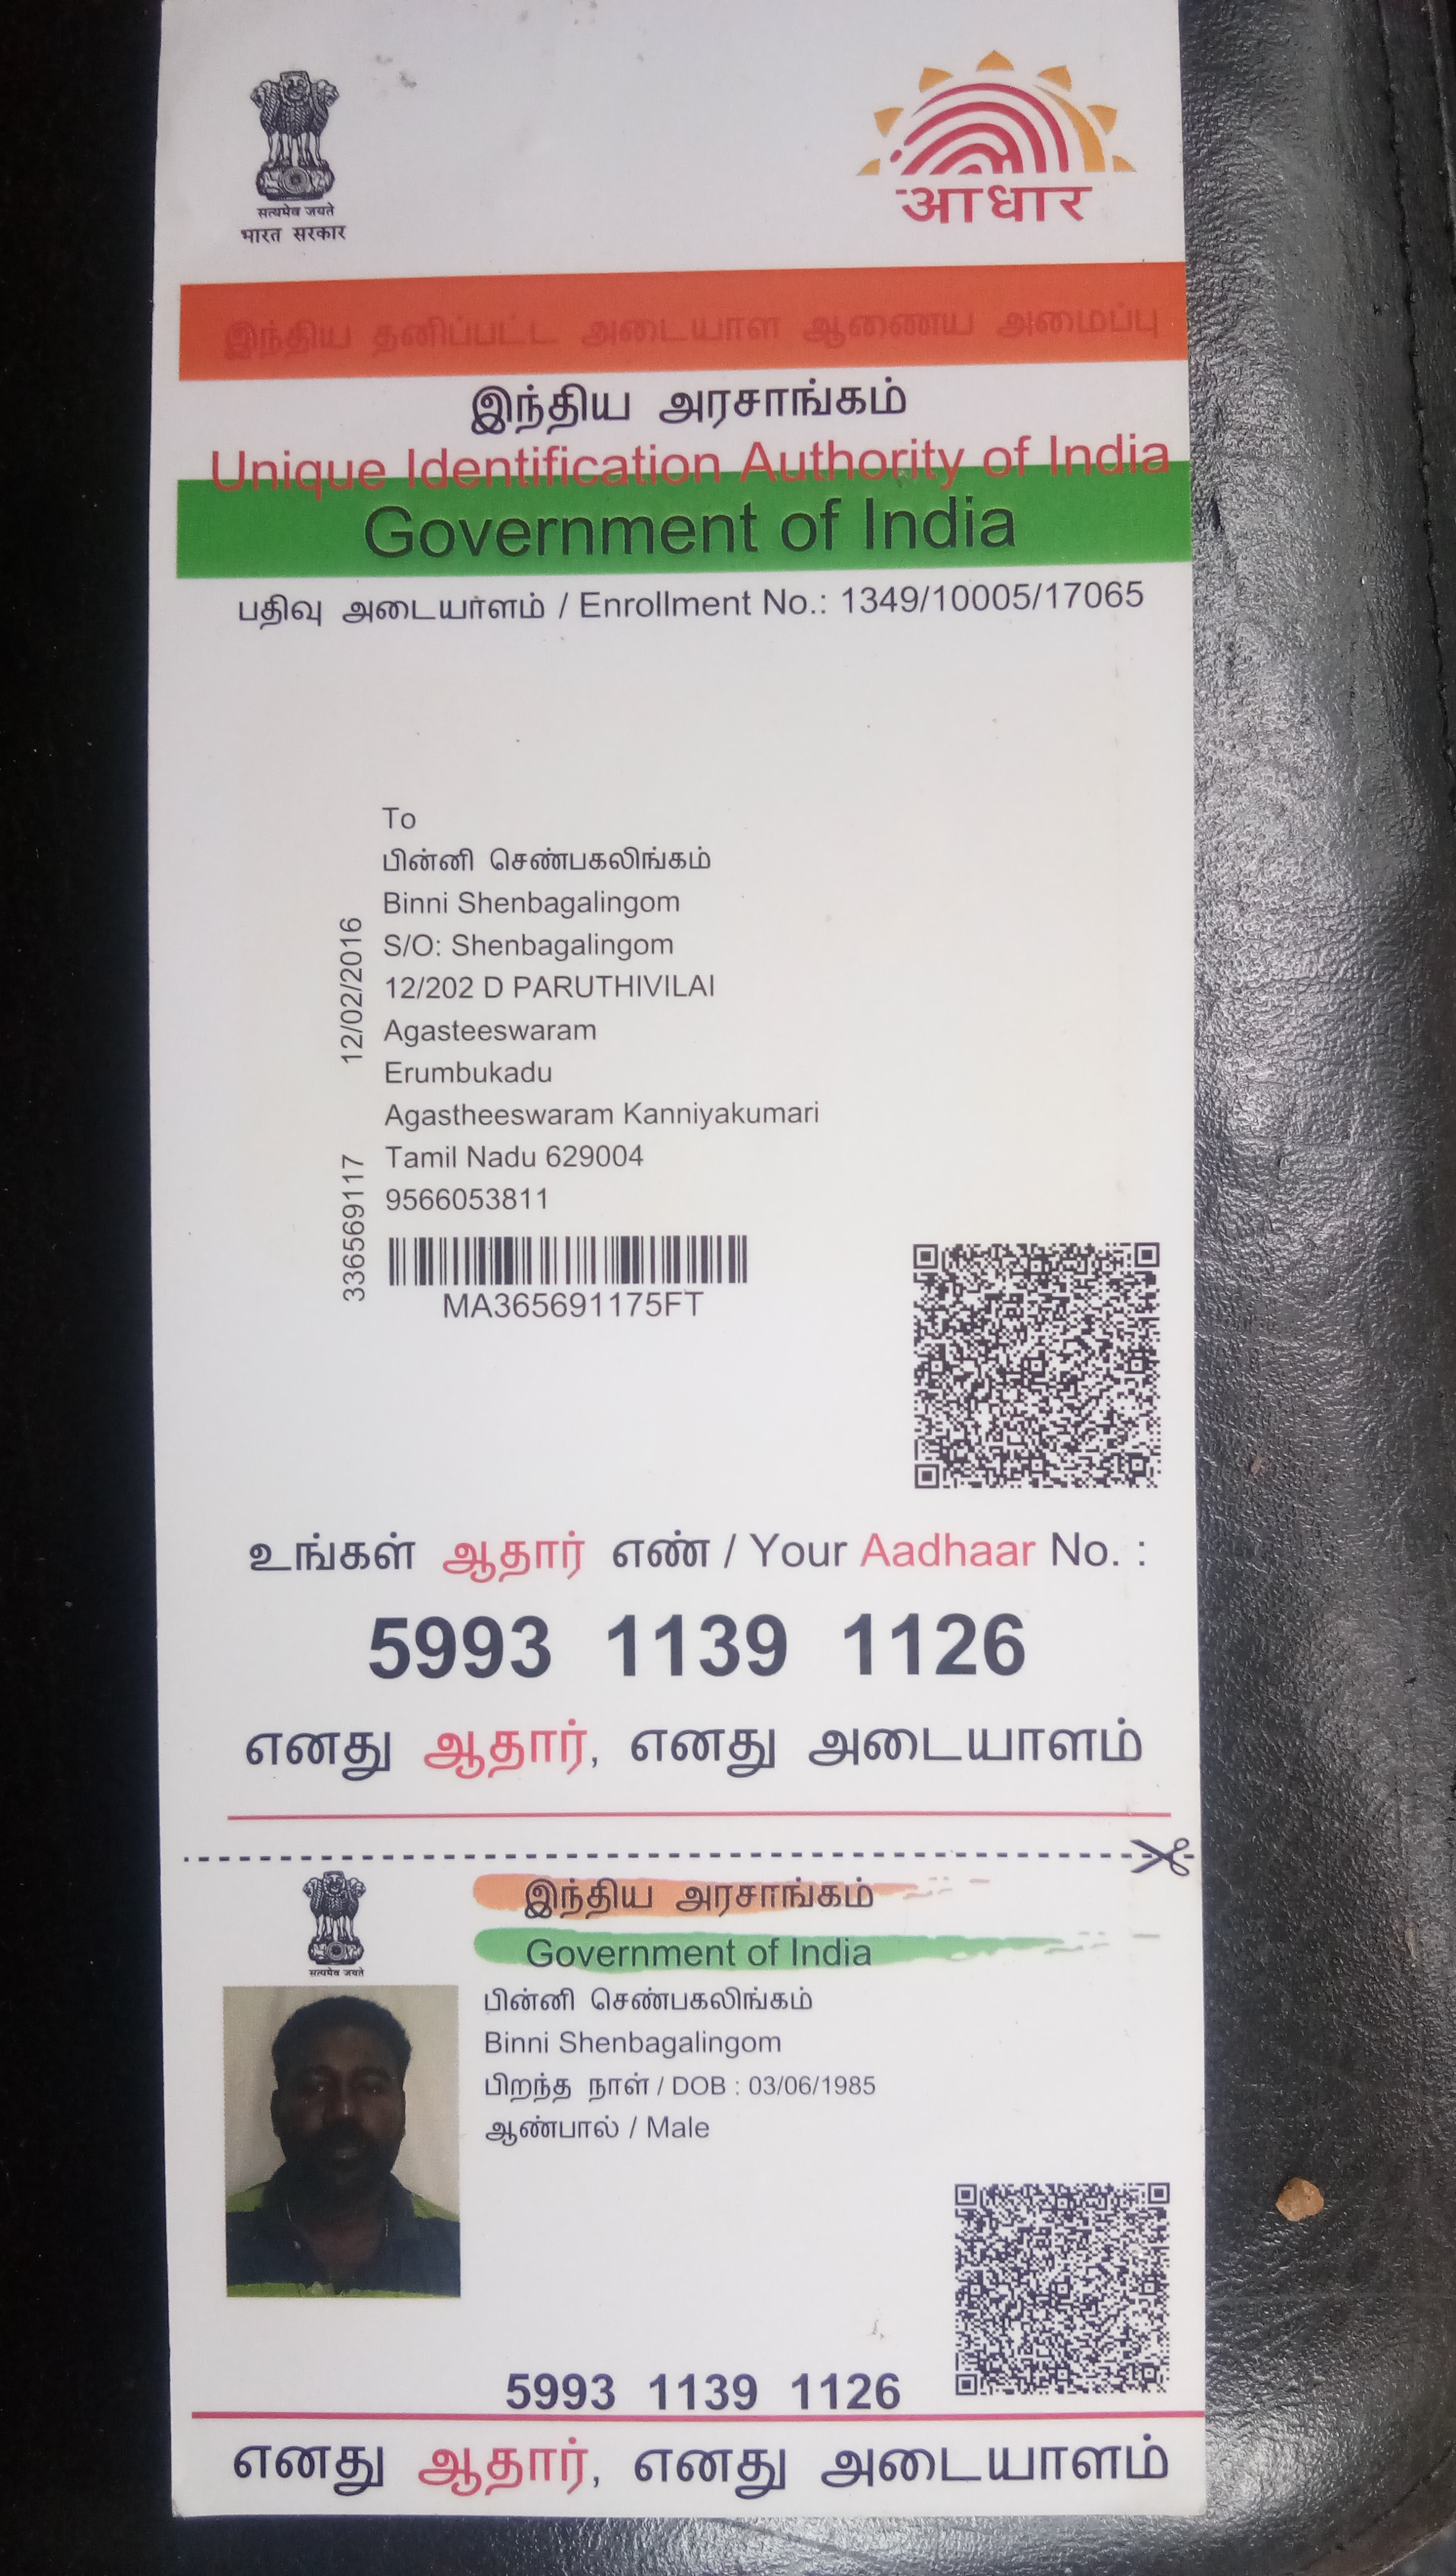 सत्यमेव जयते
भारत सरकार
आधार
இந்திய தனிப்பட்ட அடையாள ஆணைய அமைப்பு
இந்திய அரசாங்கம்
Unique Identification Authority of India
Government of India
பதிவு அடையாளம் / Enrollment No.: 1349/10005/17065
To
பின்னி செண்பகலிங்கம்
Binni Shenbagalingom
S/O: Shenbagalingom
12/202 D PARUTHIVILAI
Agasteeswaram
Erumbukadu
Agastheeswaram Kanniyakumari
Tamil Nadu 629004
9566053811
336569117 12/02/2016
MA365691175FT
உங்கள் ஆதார் எண் / Your Aadhaar No. :
5993 1139 1126
எனது ஆதார், எனது அடையாளம்
सत्यमेव जयते
இந்திய அரசாங்கம்
Government of India
பின்னி செண்பகலிங்கம்
Binni Shenbagalingom
பிறந்த நாள் / DOB : 03/06/1985
ஆண்பால் / Male
5993 1139 1126
எனது ஆதார், எனது அடையாளம்